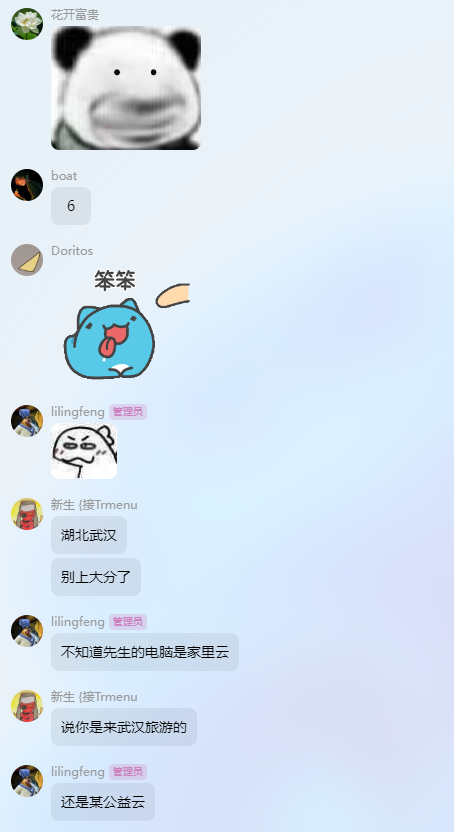 花开富贵
boat
6
Doritos
笨笨
lilingfeng 管理员
新生 {接Trmenu
湖北武汉
别上大分了
lilingfeng 管理员
不知道先生的电脑是家里云
新生 {接Trmenu
说你是来武汉旅游的
lilingfeng 管理员
还是某公益云